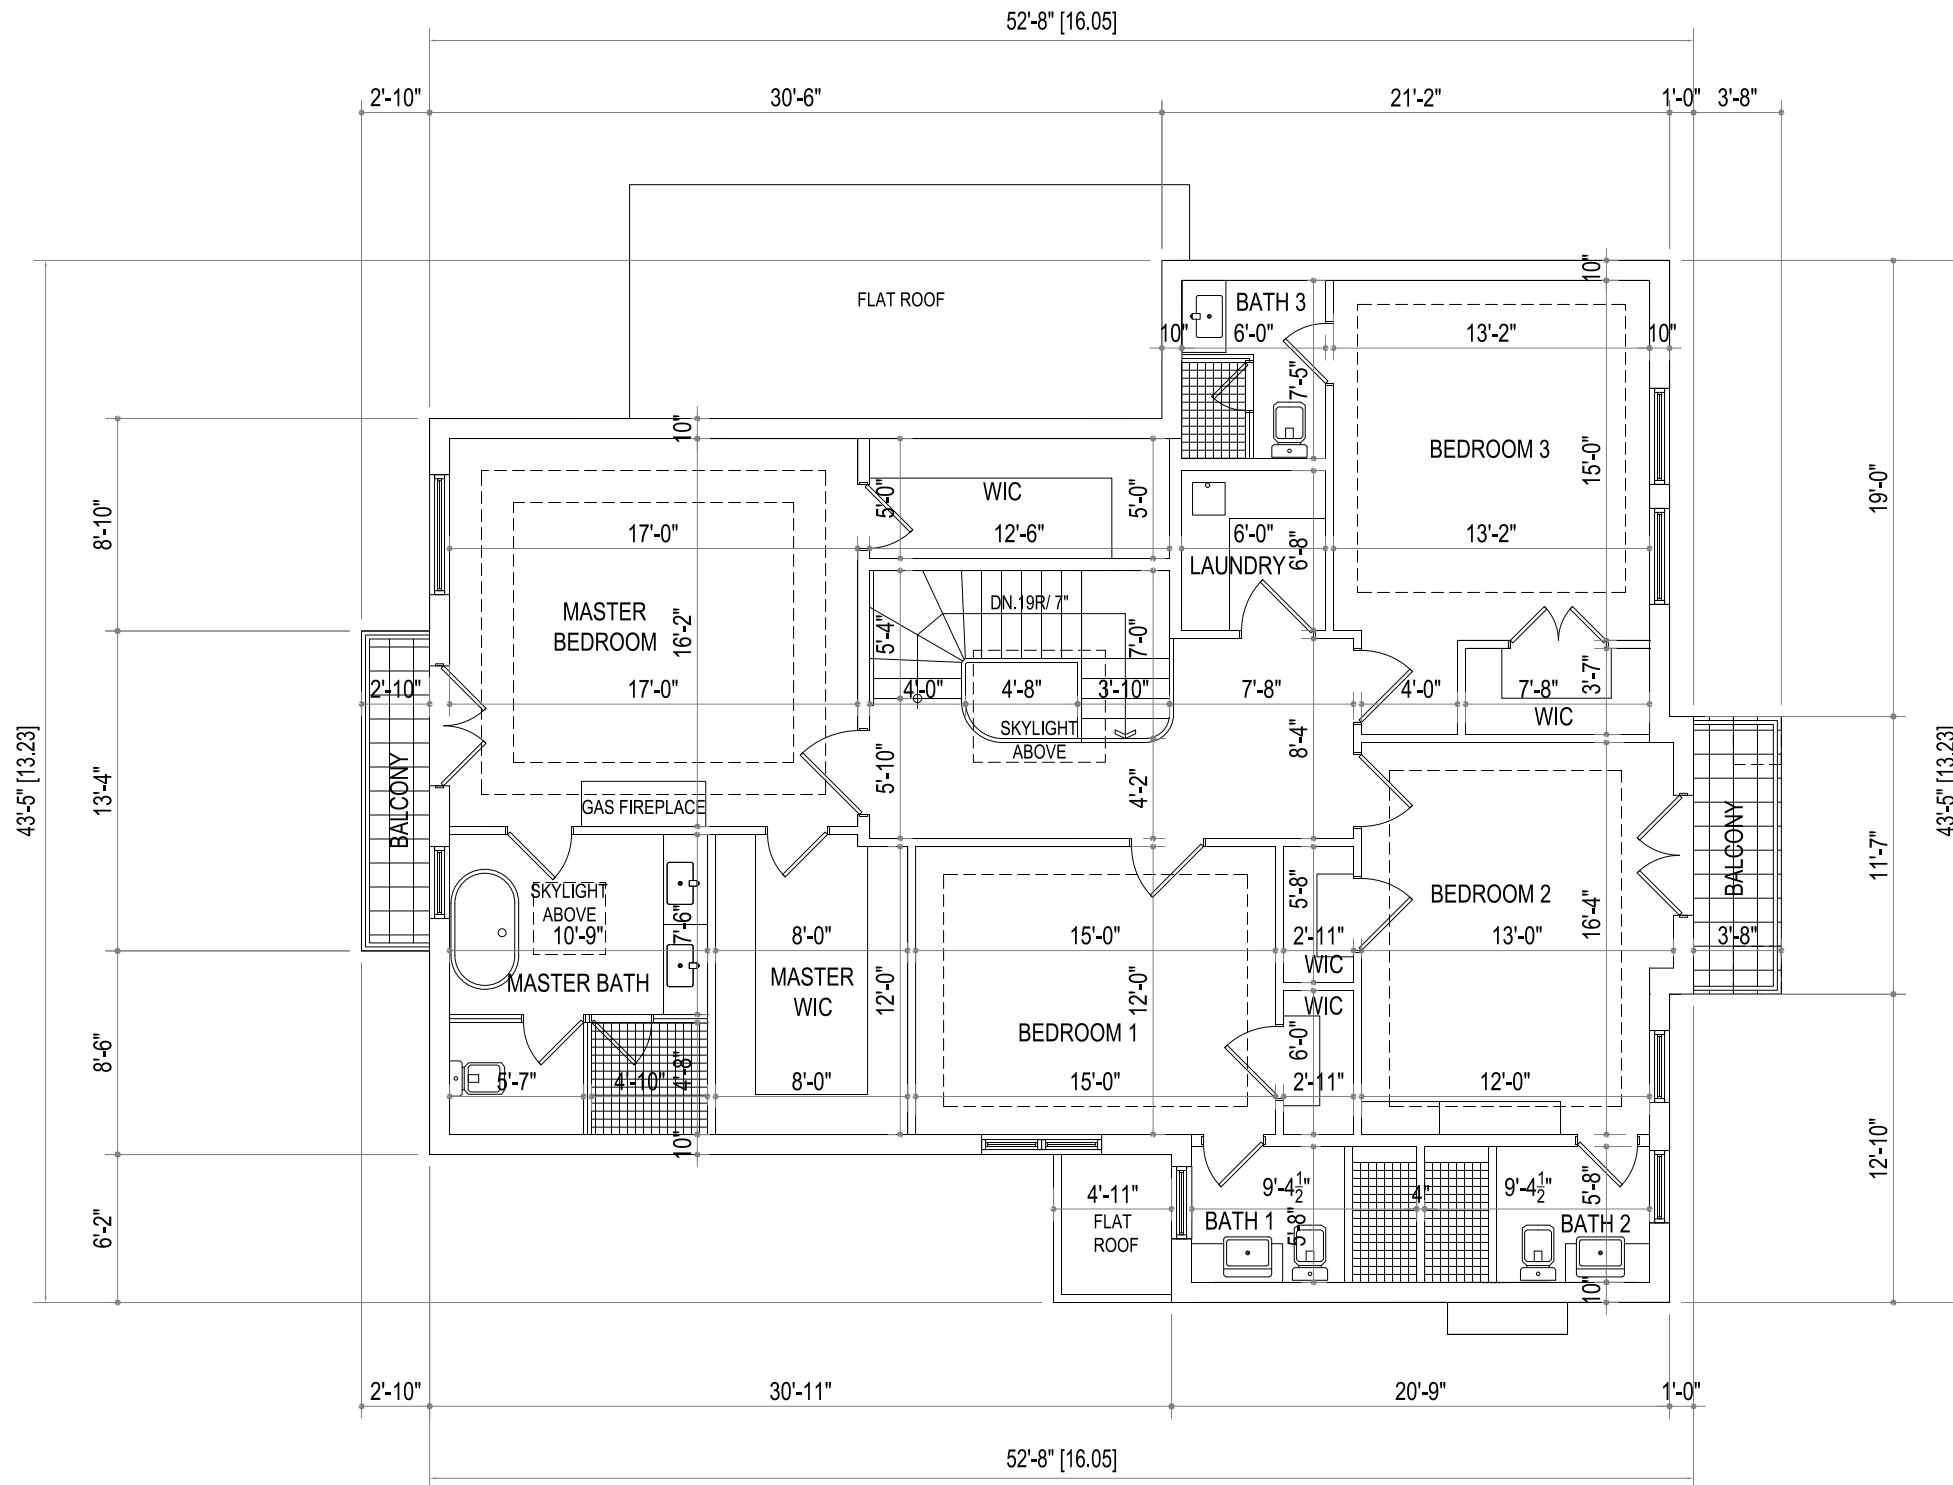 52'-8" [16.05]
2'-10"
30'-6"
21'-2"
1'-0"
3'-8"
FLAT ROOF
10"
BATH 3
10"
6'-0"
13'-2"
10"
7'-5"
BEDROOM 3
15'-0"
19'-0"
10"
8'-10"
17'-0"
5'-0"
WIC
12'-6"
5'-0"
6'-0"
6'-8"
LAUNDRY
13'-2"
MASTER
BEDROOM
16'-2"
DN.19R/ 7"
5'-4"
7'-0"
2'-10"
17'-0"
4'-0"
4'-8"
3'-10"
7'-8"
4'-0"
7'-8"
3'-7"
WIC
SKYLIGHT
ABOVE
43'-5" [13.23]
13'-4"
BALCONY
5'-10"
4'-2"
8'-4"
43'-5" [13.23]
GAS FIREPLACE
BALCONY
11'-7"
SKYLIGHT
ABOVE
10'-9"
7'-6"
MASTER BATH
8'-0"
MASTER
WIC
12'-0"
15'-0"
12'-0"
BEDROOM 1
5'-8"
2'-11"
WIC
WIC
6'-0"
BEDROOM 2
16'-4"
13'-0"
3'-8"
8'-6"
5'-7"
4'-10"
4'-8"
8'-0"
15'-0"
2'-11"
12'-0"
10"
12'-10"
6'-2"
4'-11"
FLAT
ROOF
9'-4½"
BATH 1
5'-8"
4"
9'-4½"
5'-8"
BATH 2
10"
2'-10"
30'-11"
20'-9"
1'-0"
52'-8" [16.05]